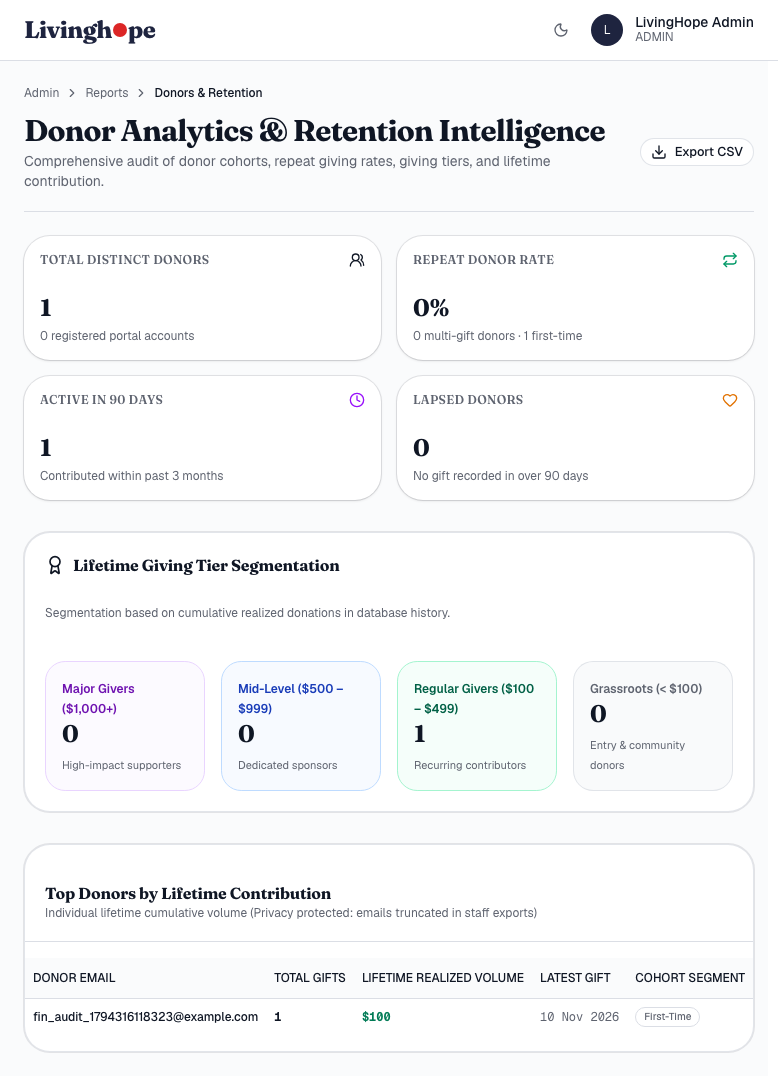 Livinghope
L
LivingHope Admin
ADMIN
Admin > Reports > Donors & Retention
Donor Analytics & Retention Intelligence
Comprehensive audit of donor cohorts, repeat giving rates, giving tiers, and lifetime
contribution.
Export CSV
TOTAL DISTINCT DONORS
1
0 registered portal accounts
REPEAT DONOR RATE
0%
0 multi-gift donors · 1 first-time
ACTIVE IN 90 DAYS
1
Contributed within past 3 months
LAPSED DONORS
0
No gift recorded in over 90 days
Lifetime Giving Tier Segmentation
Segmentation based on cumulative realized donations in database history.
Major Givers
($1,000+)
0
High-impact supporters
Mid-Level ($500 –
$999)
0
Dedicated sponsors
Regular Givers ($100
– $499)
1
Recurring contributors
Grassroots (< $100)
0
Entry & community
donors
Top Donors by Lifetime Contribution
Individual lifetime cumulative volume (Privacy protected: emails truncated in staff exports)
DONOR EMAIL TOTAL GIFTS LIFETIME REALIZED VOLUME LATEST GIFT COHORT SEGMENT
fin_audit_1794316118323@example.com 1 $100 10 Nov 2026 First-Time